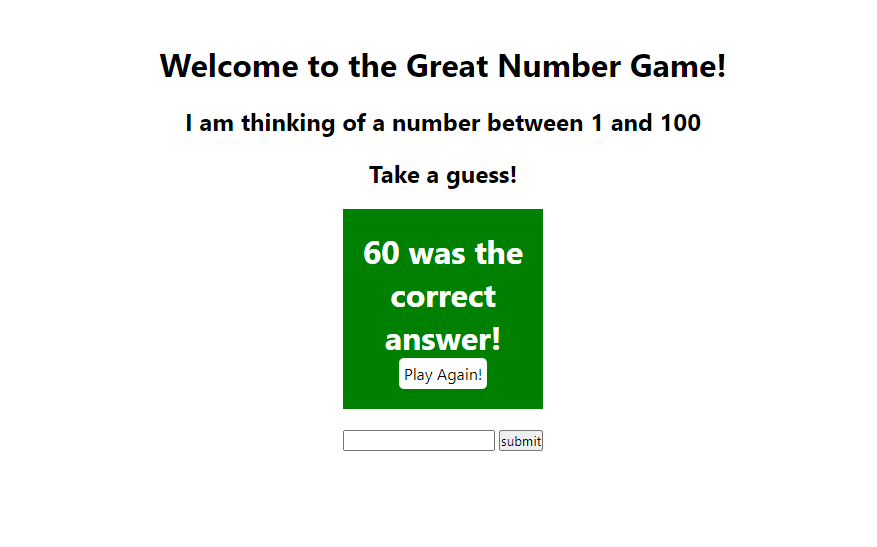 Welcome to the Great Number Game!
I am thinking of a number between 1 and 100
Take a guess!
60 was the
correct
answer!
Play Again!
submit